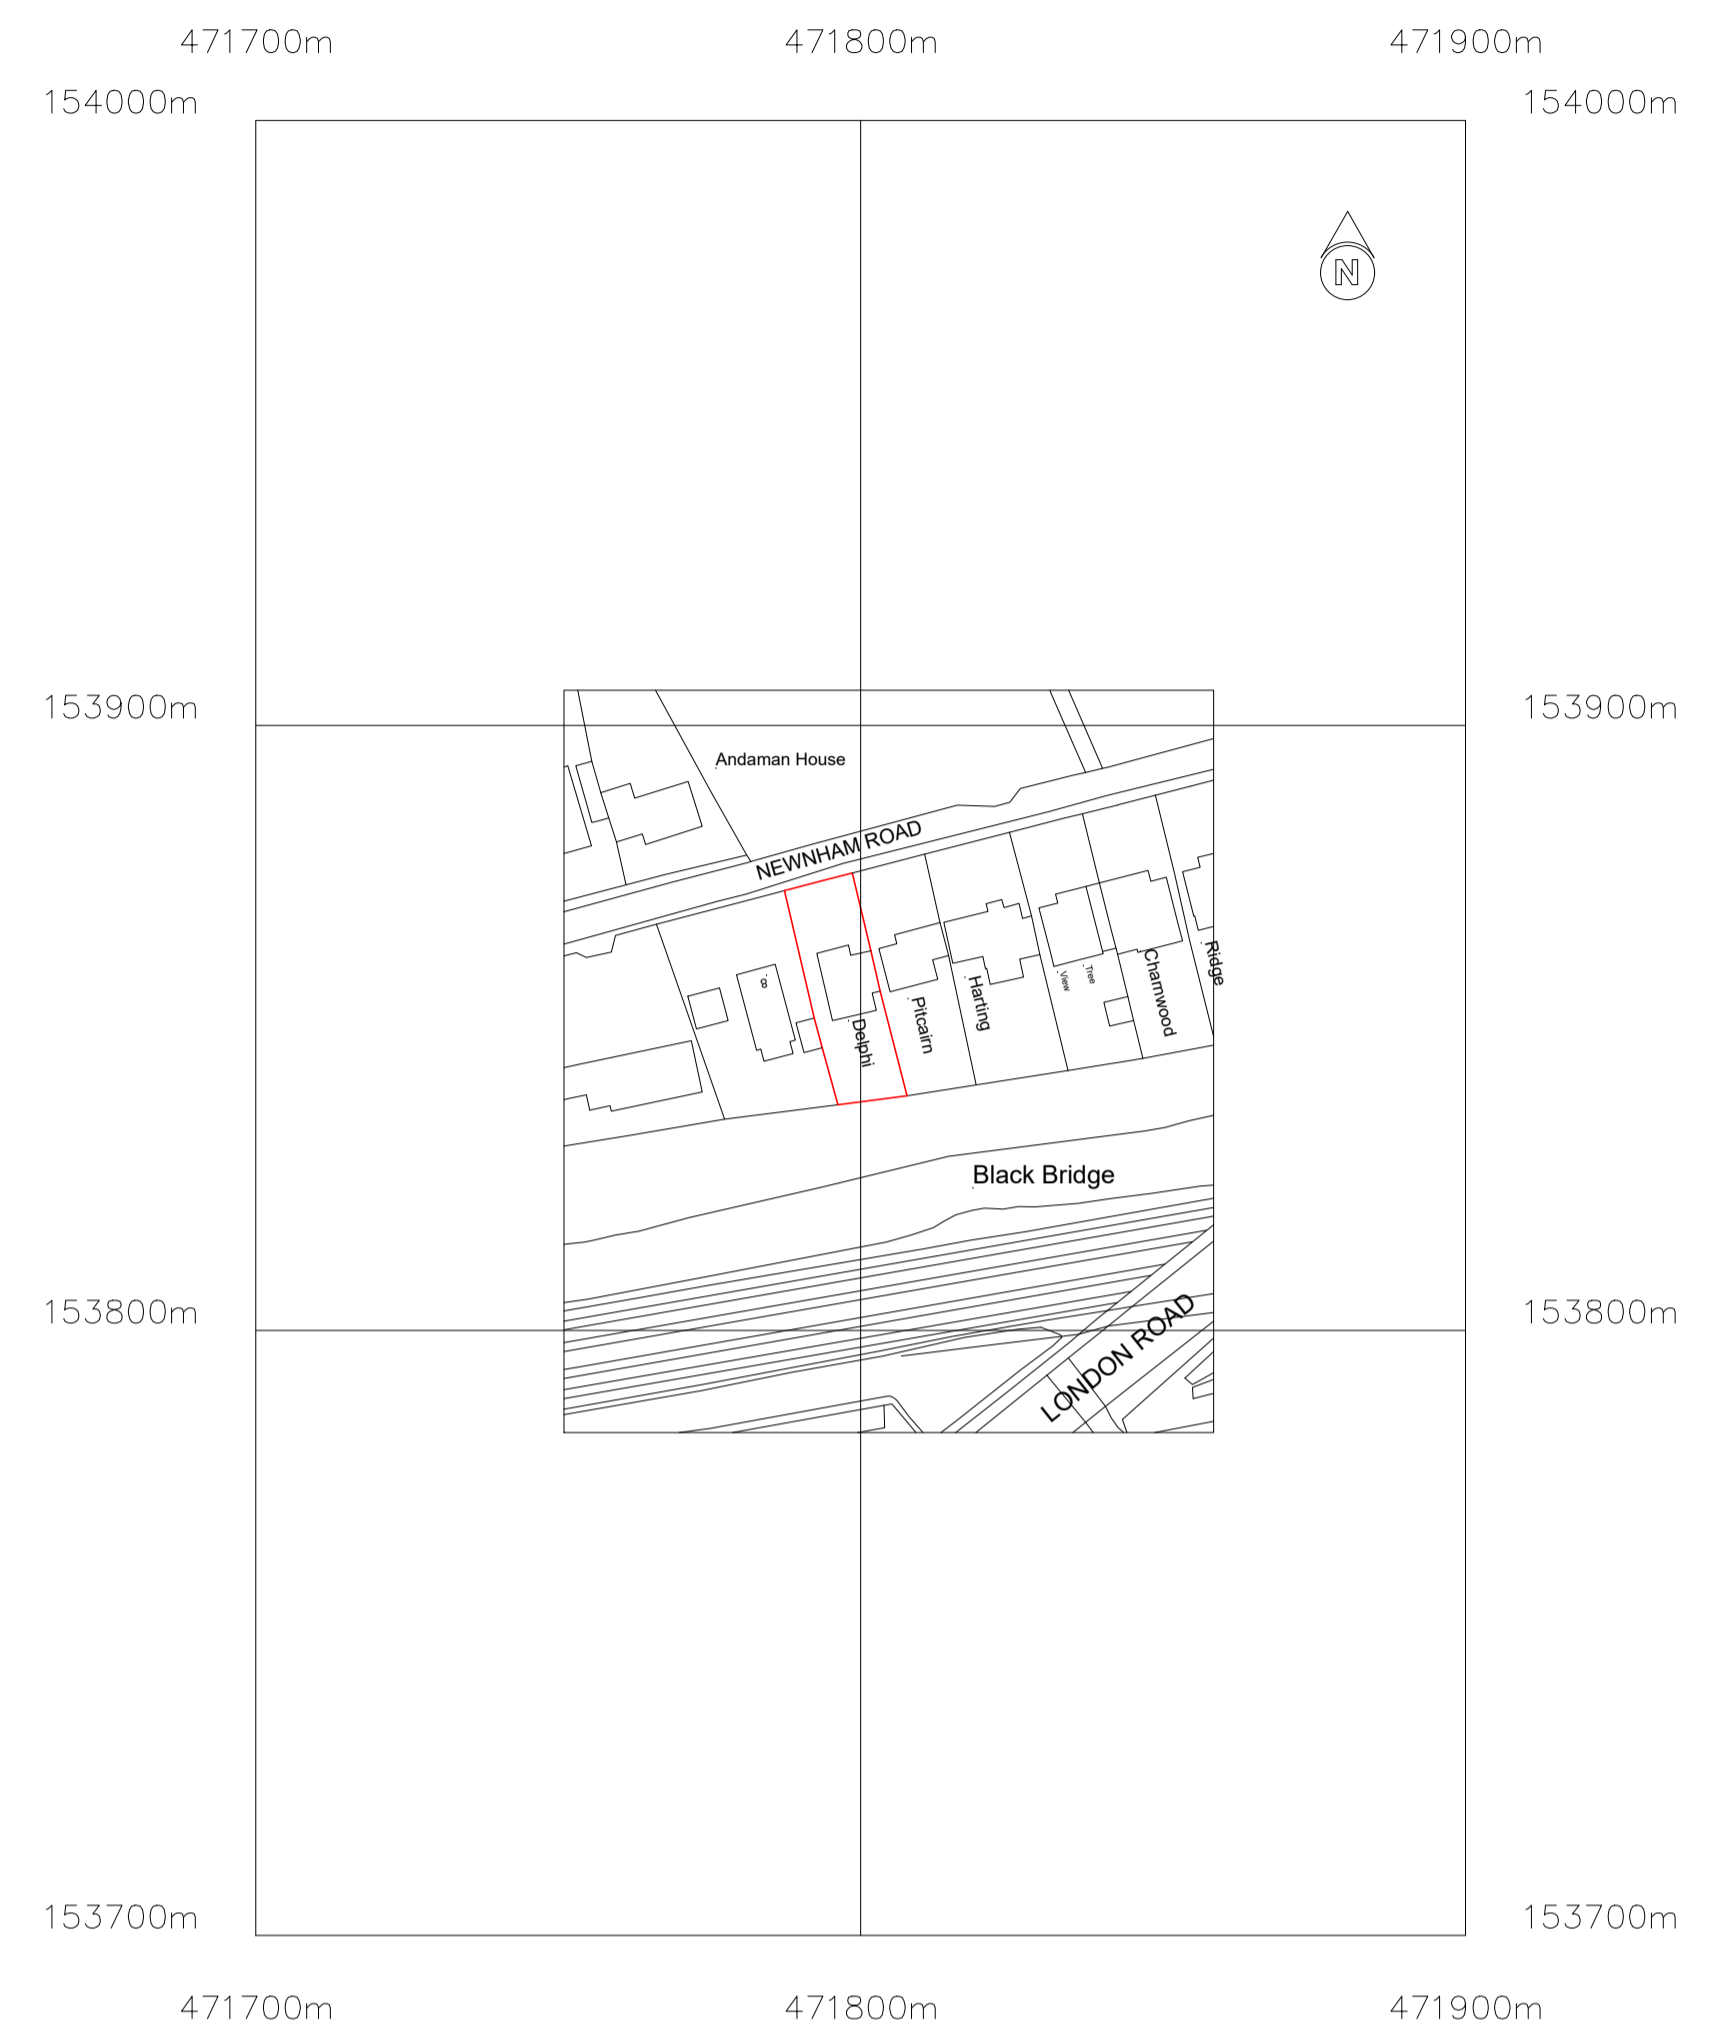 471700m 471800m 471900m
154000m 154000m
N
153900m 153900m
Andaman House
NEWNHAM ROAD
8
Delphi
Pitcairn
Harting
View
Tree
Charnwood
Ridge
Black Bridge
153800m 153800m
LONDON ROAD
153700m 153700m
471700m 471800m 471900m